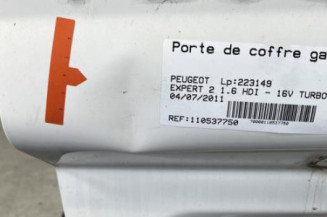 Porte de coffre ga
PEUGEOT Lp:223149
EXPERT 2 1.6 HDI - 16V TURBO
04/07/2011
REF:110537750